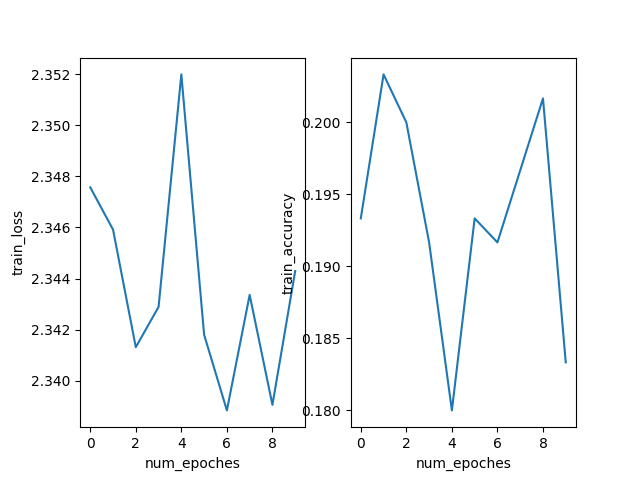 2.352
2.350
2.348
2.346
2.344
2.342
2.340
train_loss
0 2 4 6 8
num_epoches
0.200
0.195
0.190
0.185
0.180
train_accuracy
0 2 4 6 8
num_epoches